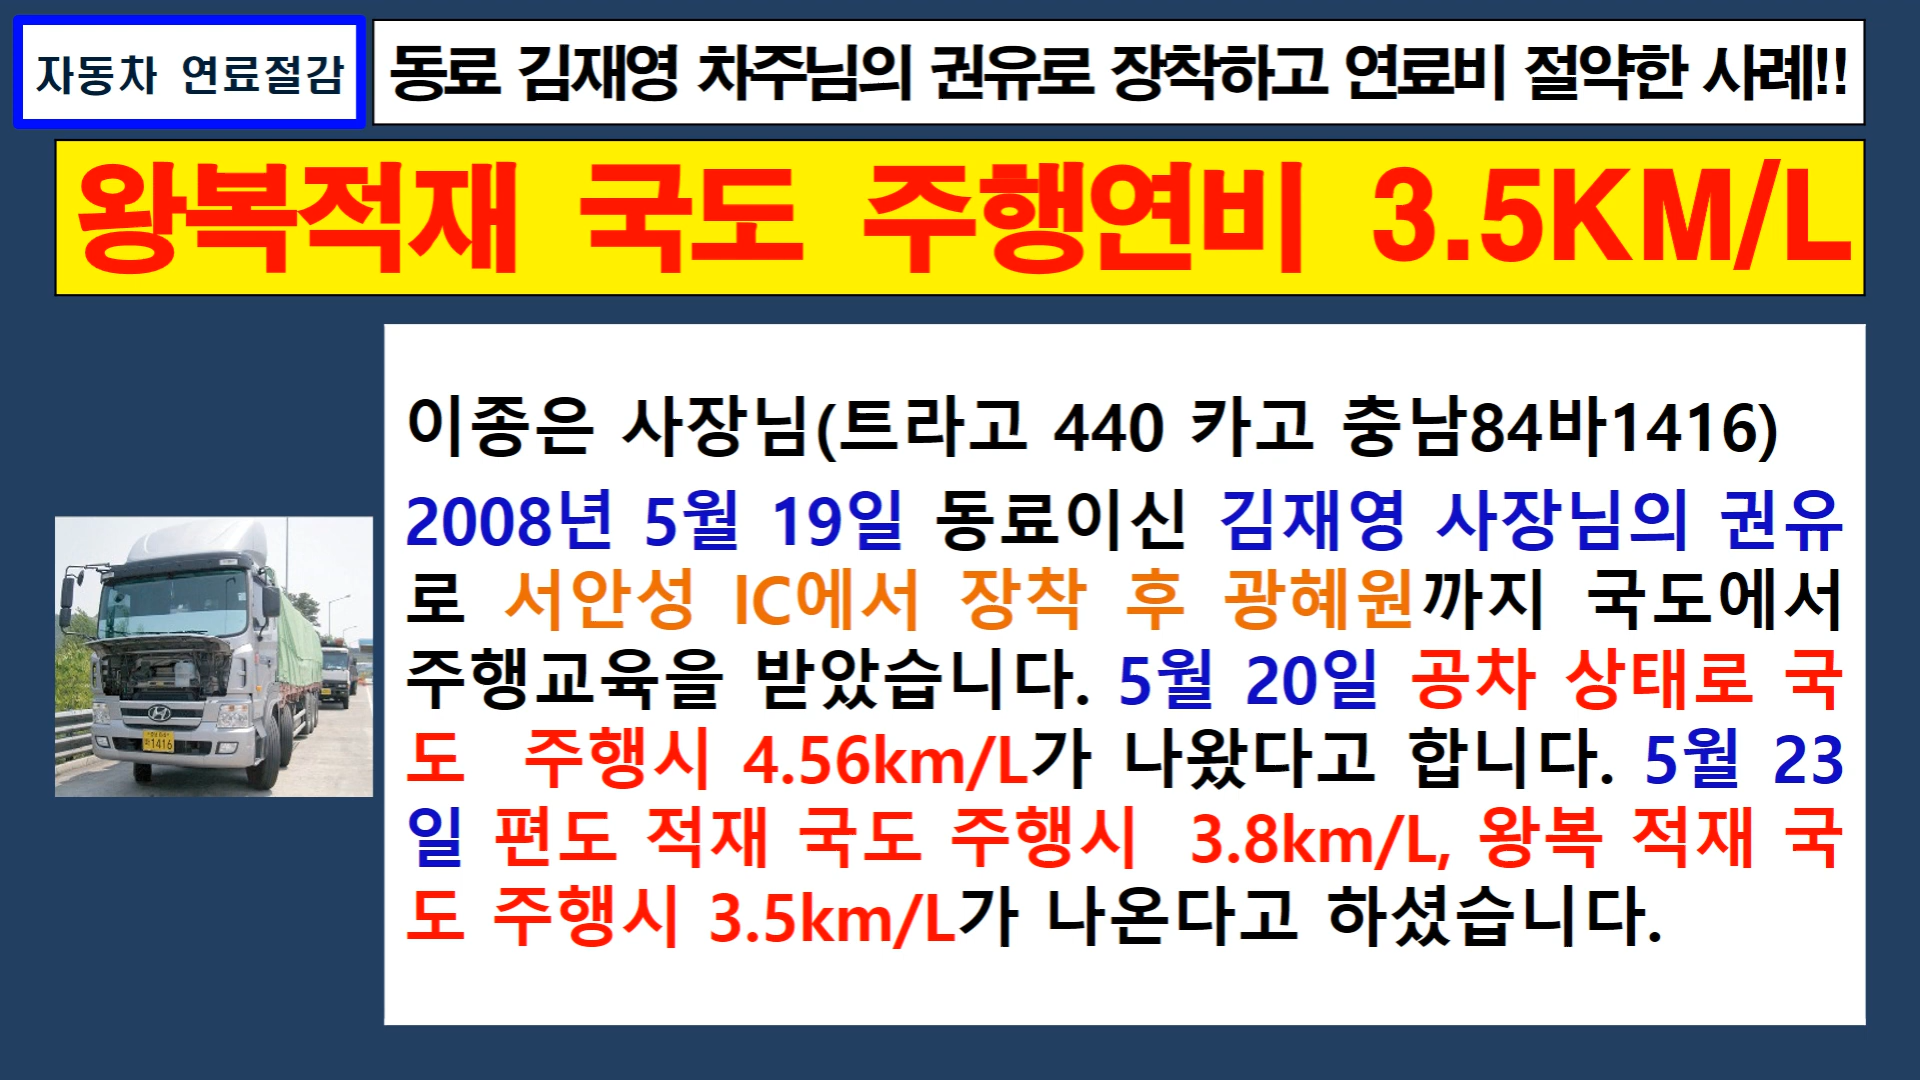 자동차 연료절감
동료 김재영 차주님의 권유로 장착하고 연료비 절약한 사례!!
왕복적재 국도 주행연비 3.5KM/L
이종은 사장님(트라고 440 카고 충남84바1416)
2008년 5월 19일 동료이신 김재영 사장님의 권유
로 서안성 IC에서 장착 후 광혜원까지 국도에서
주행교육을 받았습니다. 5월 20일 공차 상태로 국
도 주행시 4.56km/L가 나왔다고 합니다. 5월 23
일 편도 적재 국도 주행시 3.8km/L, 왕복 적재 국
도 주행시 3.5km/L가 나온다고 하셨습니다.
1416